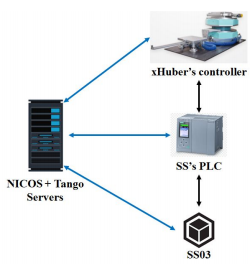 xHuber's controller
SS's PLC
NICOS + Tango
Servers
SS03